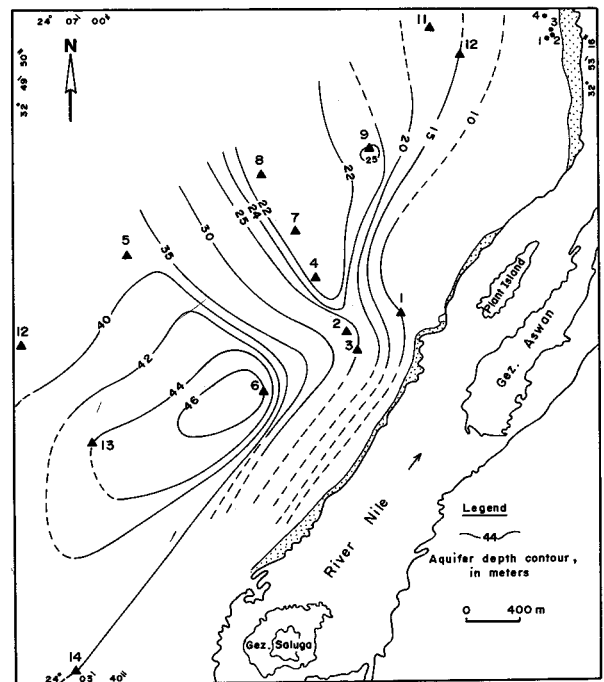 24° 07' 00"
N
32° 49' 50"
32° 53' 15"
11
12
4
3
1
2
10
15
20
9
25
22
8
22
24
25
7
30
35
5
4
40
12
1
2
3
42
44
46
6
13
14
24° 03' 40"
Plant Island
Gez. Aswan
River Nile
Gez. Saluga
Legend
44
Aquifer depth contour,
in meters
0 400 m